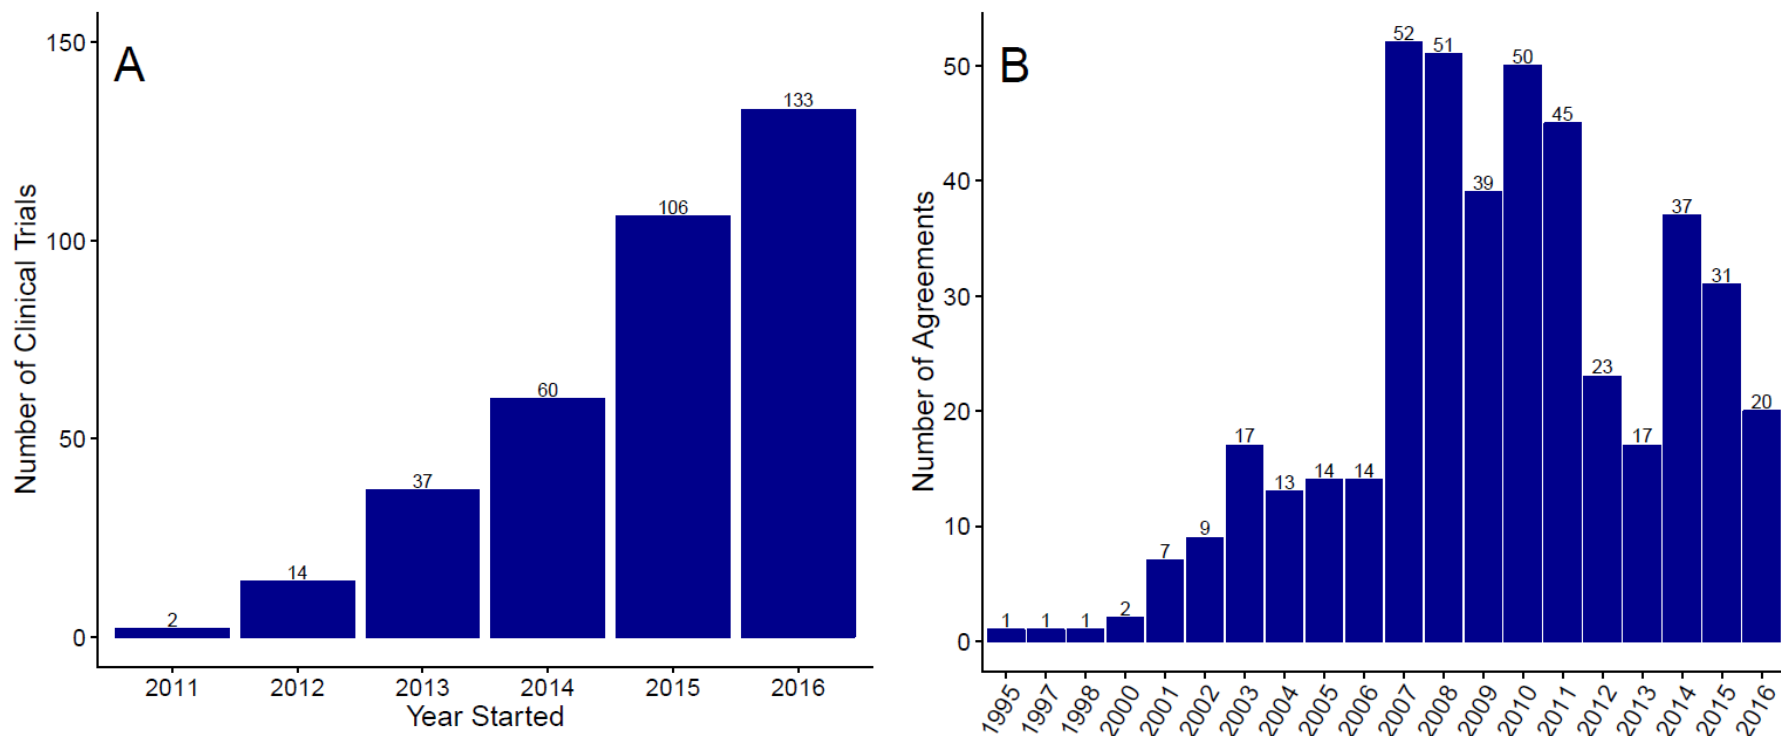 A
Number of Clinical Trials
150
100
50
0
2
14
37
60
106
133
2011 2012 2013 2014 2015 2016
Year Started
B
Number of Agreements
50
40
30
20
10
0
1 1 1 2 7 9 17 13 14 14 52 51 39 50 45 23 17 37 31 20
1995 1997 1998 2000 2001 2002 2003 2004 2005 2006 2007 2008 2009 2010 2011 2012 2013 2014 2015 2016